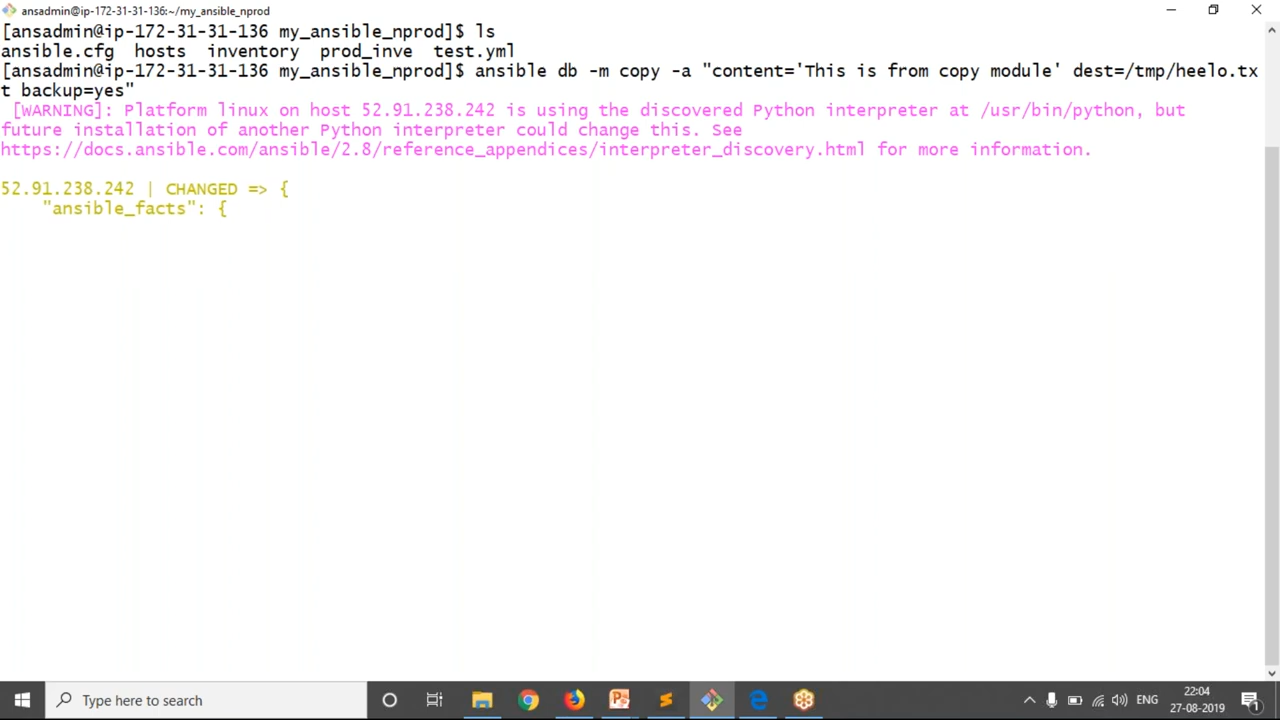 ansadmin@ip-172-31-31-136:~/my_ansible_nprod
[ansadmin@ip-172-31-31-136 my_ansible_nprod]$ ls
ansible.cfg  hosts  inventory  prod_inve  test.yml
[ansadmin@ip-172-31-31-136 my_ansible_nprod]$ ansible db -m copy -a "content='This is from copy module' dest=/tmp/heelo.tx
t backup=yes"
 [WARNING]: Platform linux on host 52.91.238.242 is using the discovered Python interpreter at /usr/bin/python, but
future installation of another Python interpreter could change this. See
https://docs.ansible.com/ansible/2.8/reference_appendices/interpreter_discovery.html for more information.
52.91.238.242 | CHANGED => {
    "ansible_facts": {
Type here to search
ENG
22:04
27-08-2019
1